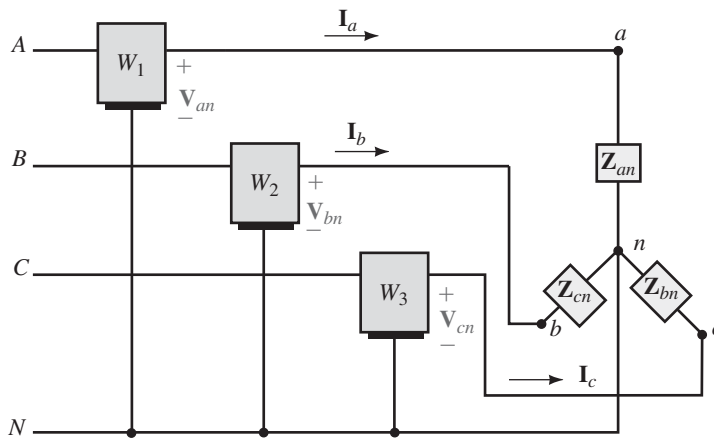 I_a
A
a
W_1
+
V_an
−
I_b
B
Z_an
W_2
+
V_bn
−
n
C
Z_cn
Z_bn
W_3
+
V_cn
−
b
I_c
N